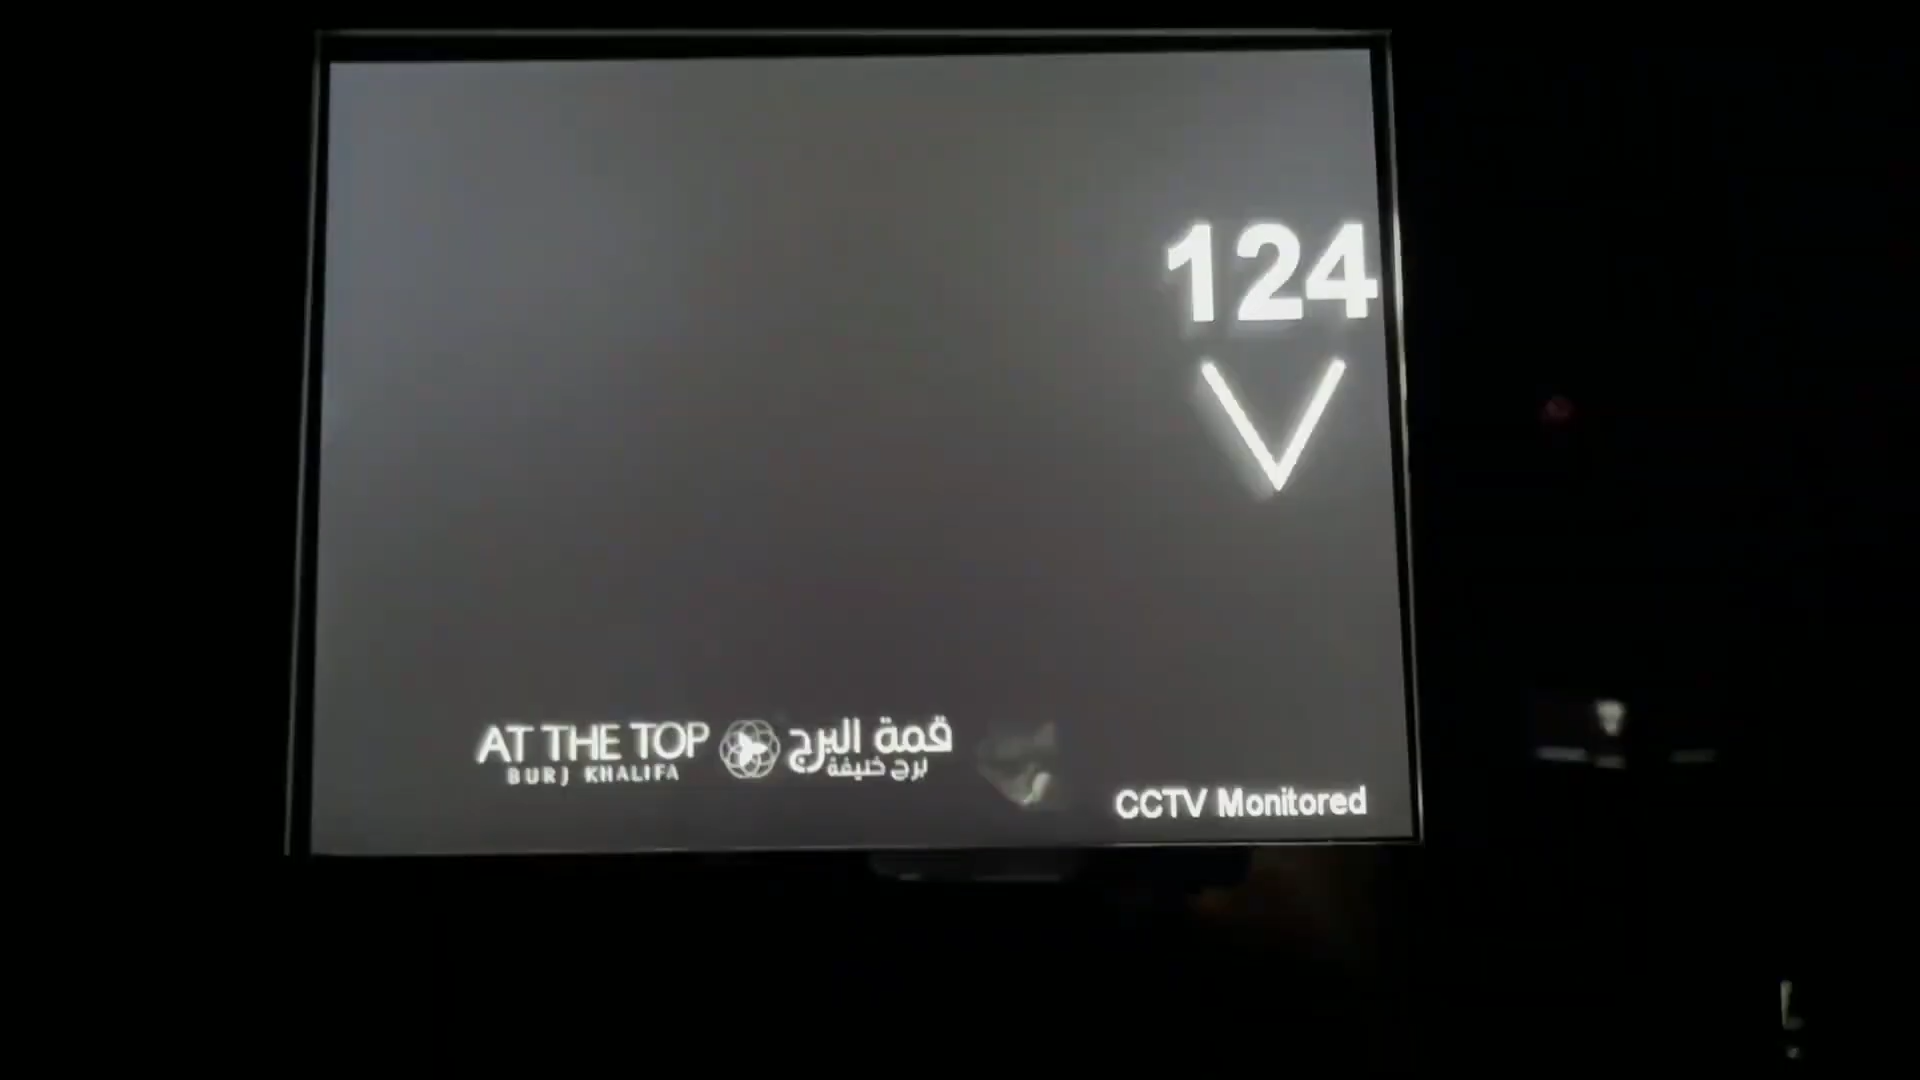 124
AT THE TOP
BURJ KHALIFA
قمة البرج
برج خليفة
CCTV Monitored